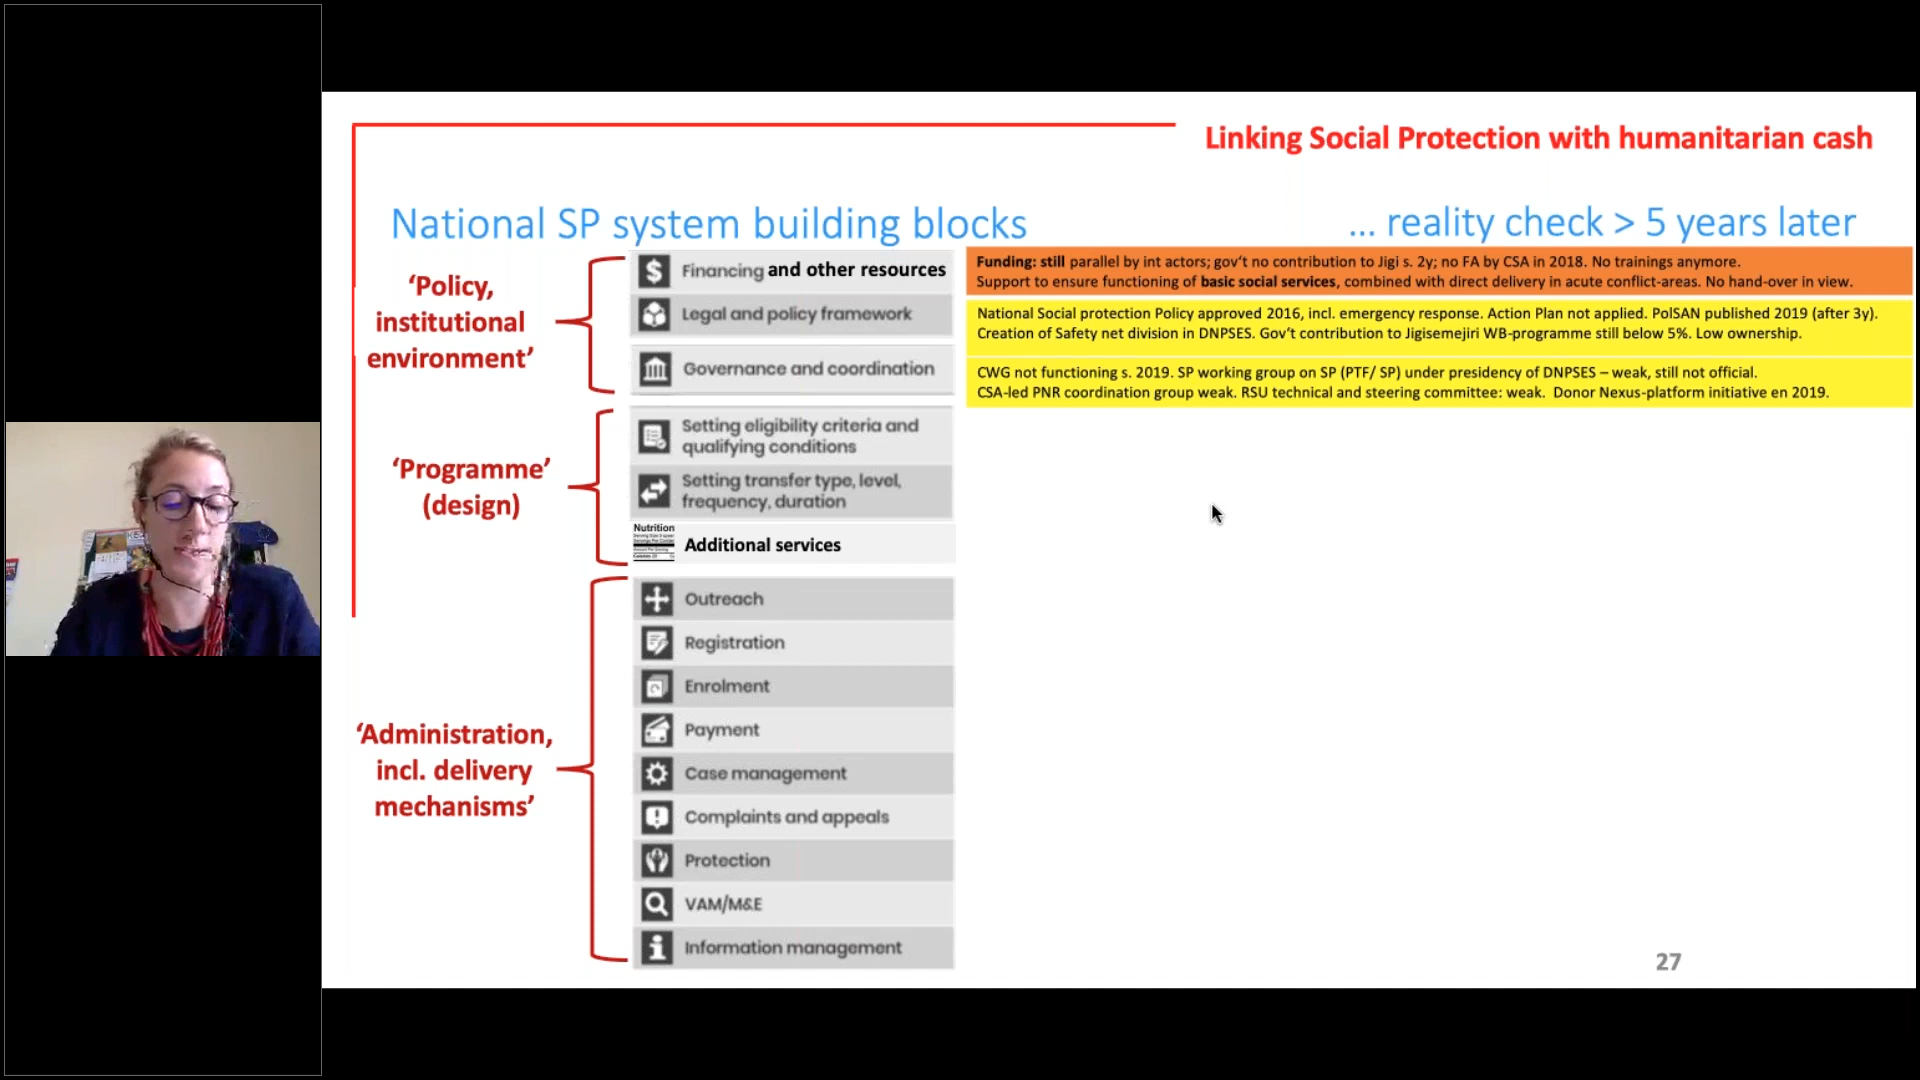 Linking Social Protection with humanitarian cash
National SP system building blocks
... reality check > 5 years later
‘Policy,
institutional
environment’
Financing and other resources
Legal and policy framework
Governance and coordination
Funding: still parallel by int actors; gov't no contribution to Jigi s. 2y; no FA by CSA in 2018. No trainings anymore.
Support to ensure functioning of basic social services, combined with direct delivery in acute conflict-areas. No hand-over in view.
National Social protection Policy approved 2016, incl. emergency response. Action Plan not applied. PolSAN published 2019 (after 3y).
Creation of Safety net division in DNPSES. Gov't contribution to Jigisemejiri WB-programme still below 5%. Low ownership.
CWG not functioning s. 2019. SP working group on SP (PTF/ SP) under presidency of DNPSES – weak, still not official.
CSA-led PNR coordination group weak. RSU technical and steering committee: weak. Donor Nexus-platform initiative en 2019.
‘Programme’
(design)
Setting eligibility criteria and
qualifying conditions
Setting transfer type, level,
frequency, duration
Nutrition
Additional services
‘Administration,
incl. delivery
mechanisms’
Outreach
Registration
Enrolment
Payment
Case management
Complaints and appeals
Protection
VAM/M&E
Information management
27